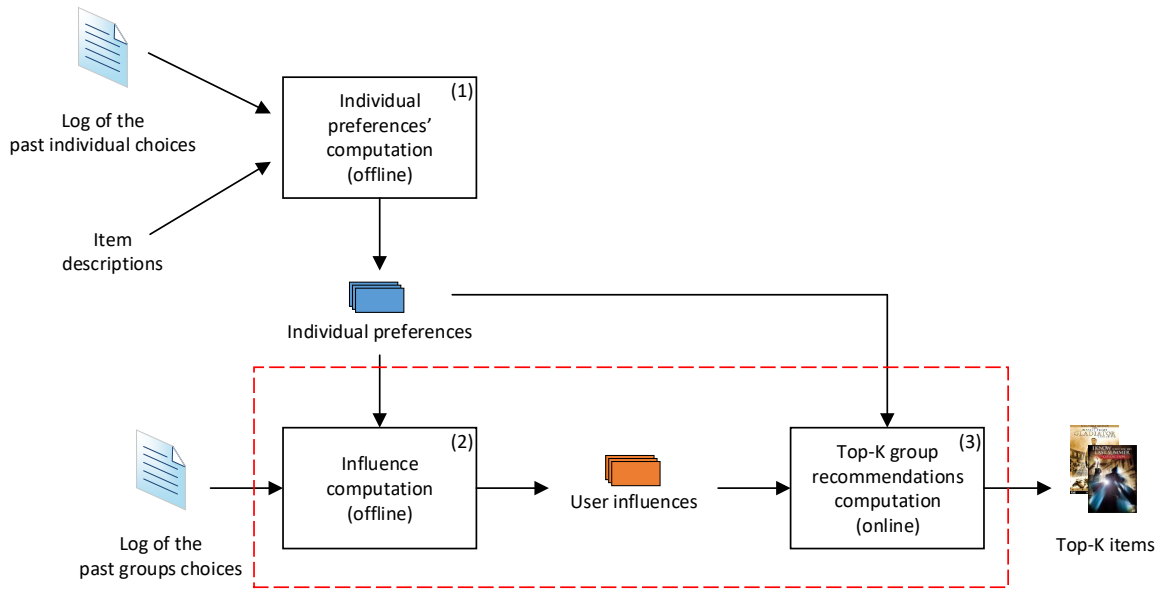 (1)
Individual
preferences'
computation
(offline)
Log of the
past individual choices
Item
descriptions
Individual preferences
(2)
Influence
computation
(offline)
User influences
(3)
Top-K group
recommendations
computation
(online)
GLADIATOR
Log of the
past groups choices
Top-K items